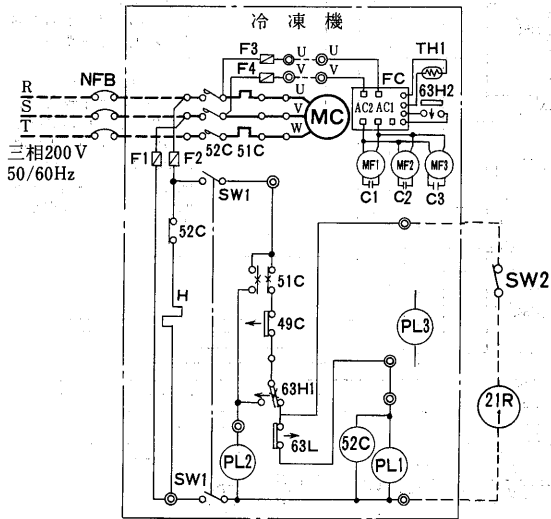 冷凍機
F3 U U TH1
F4 V V FC 63H2
R NFB
S U AC2 AC1
T V MC
W
三相200V
50/60Hz
F1 F2 52C 51C
MF1 MF2 MF3
C1 C2 C3
SW1
52C
51C
SW2
H
49C
PL3
63H1
21R1
63L
52C
PL2 PL1
SW1